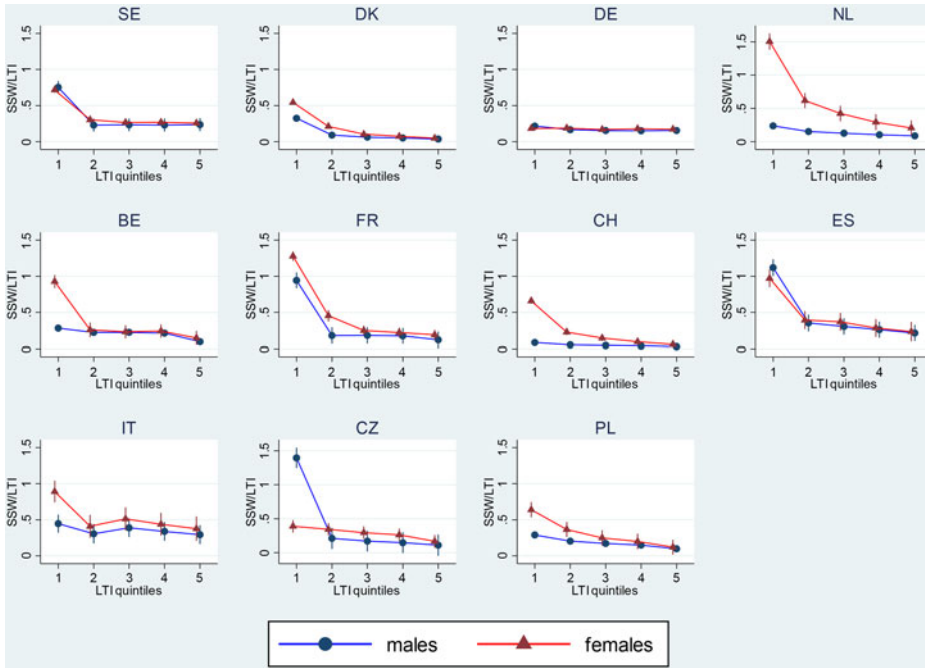 SE DK DE NL
SSW/LTI SSW/LTI SSW/LTI SSW/LTI
1.5 1.5 1.5 1.5
1 1 1 1
.5 .5 .5 .5
0 0 0 0
1 2 3 4 5 1 2 3 4 5 1 2 3 4 5 1 2 3 4 5
LTI quintiles LTI quintiles LTI quintiles LTI quintiles
BE FR CH ES
SSW/LTI SSW/LTI SSW/LTI SSW/LTI
1.5 1.5 1.5 1.5
1 1 1 1
.5 .5 .5 .5
0 0 0 0
1 2 3 4 5 1 2 3 4 5 1 2 3 4 5 1 2 3 4 5
LTI quintiles LTI quintiles LTI quintiles LTI quintiles
IT CZ PL
SSW/LTI SSW/LTI SSW/LTI
1.5 1.5 1.5
1 1 1
.5 .5 .5
0 0 0
1 2 3 4 5 1 2 3 4 5 1 2 3 4 5
LTI quintiles LTI quintiles LTI quintiles
males females